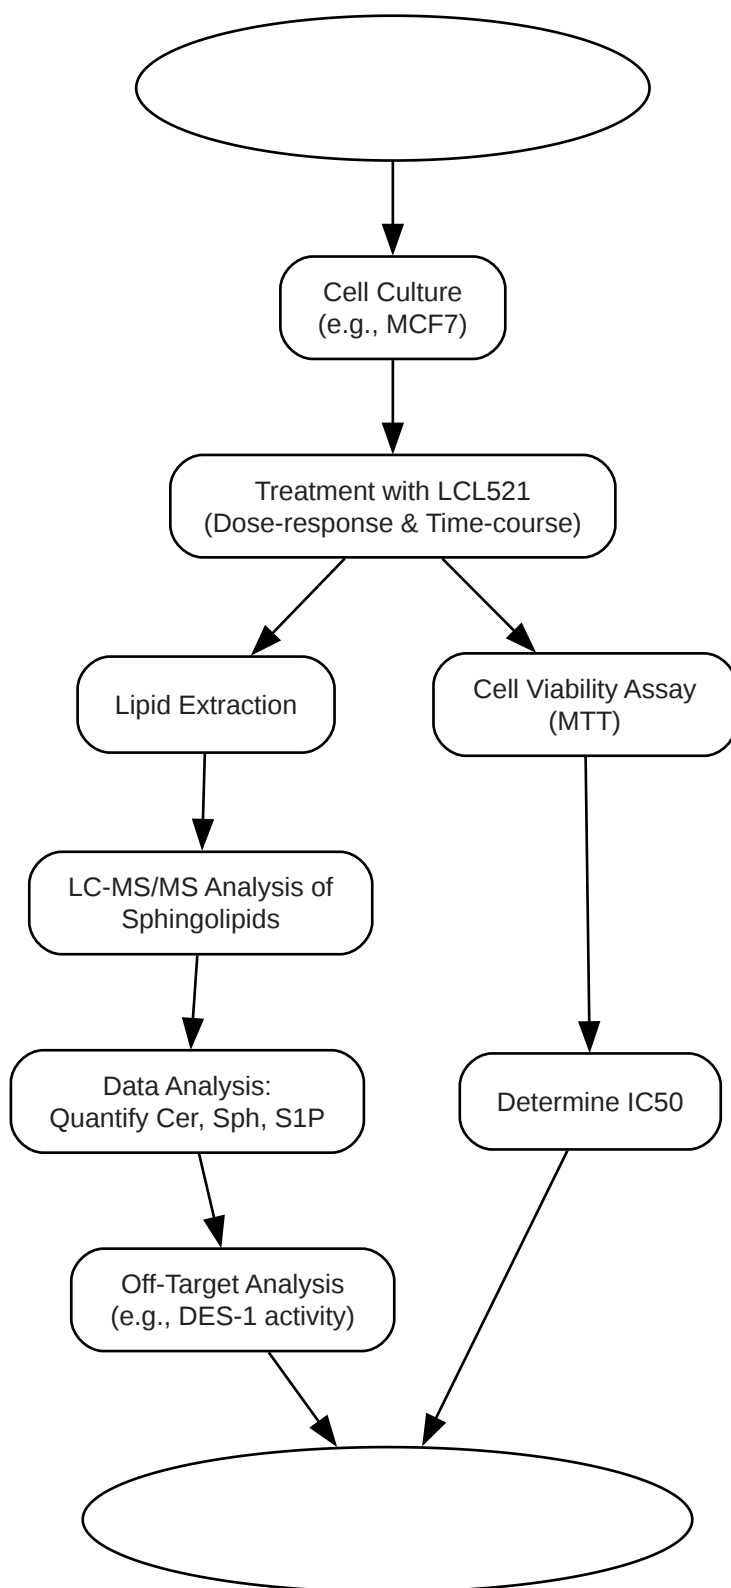 Cell Culture
(e.g., MCF7)
Treatment with LCL521
(Dose-response & Time-course)
Lipid Extraction
Cell Viability Assay
(MTT)
LC-MS/MS Analysis of
Sphingolipids
Data Analysis:
Quantify Cer, Sph, S1P
Determine IC50
Off-Target Analysis
(e.g., DES-1 activity)